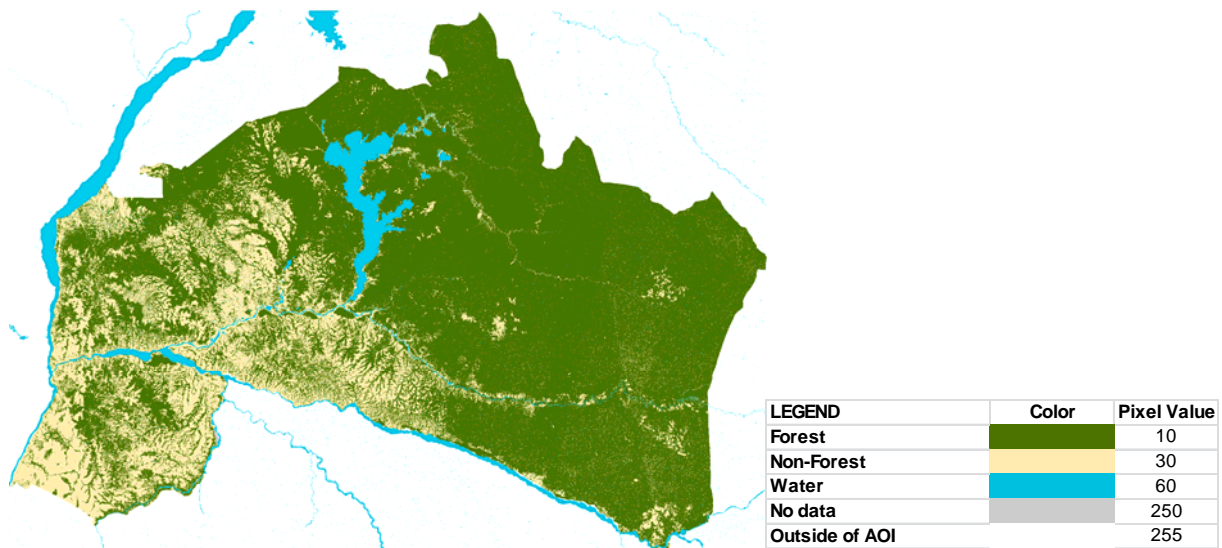 LEGEND Color Pixel Value
Forest 10
Non-Forest 30
Water 60
No data 250
Outside of AOI 255